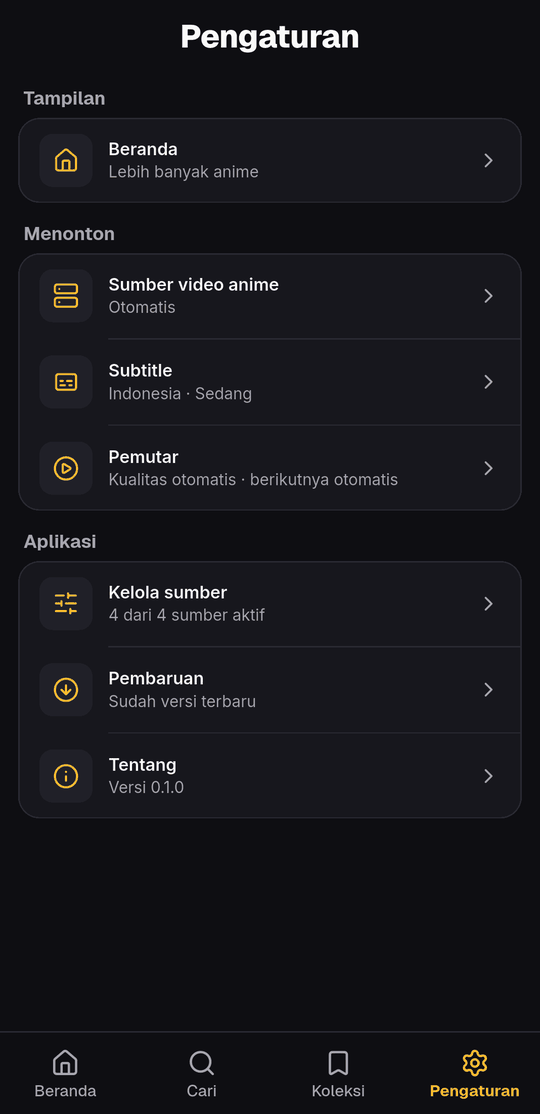 Pengaturan
Tampilan
Beranda
Lebih banyak anime
Menonton
Sumber video anime
Otomatis
Subtitle
Indonesia · Sedang
Pemutar
Kualitas otomatis · berikutnya otomatis
Aplikasi
Kelola sumber
4 dari 4 sumber aktif
Pembaruan
Sudah versi terbaru
Tentang
Versi 0.1.0
Beranda
Cari
Koleksi
Pengaturan